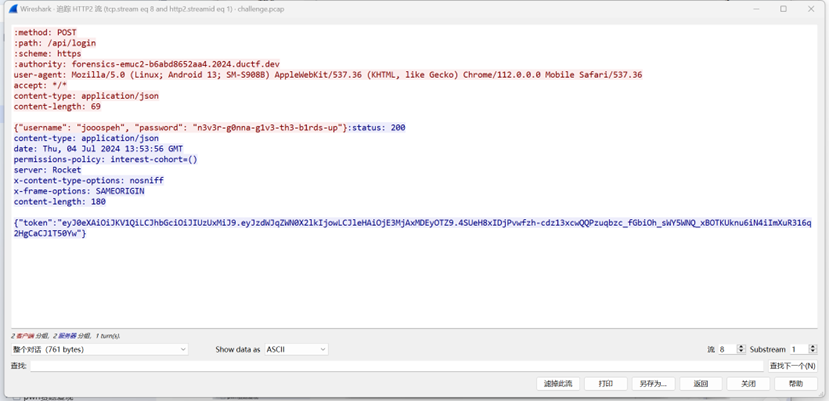 Wireshark · 追踪 HTTP2 流 (tcp.stream eq 8 and http2.streamid eq 1) · challenge.pcap
:method: POST
:path: /api/login
:scheme: https
:authority: forensics-emuc2-b6abd8652aa4.2024.ductf.dev
user-agent: Mozilla/5.0 (Linux; Android 13; SM-S908B) AppleWebKit/537.36 (KHTML, like Gecko) Chrome/112.0.0.0 Mobile Safari/537.36
accept: */*
content-type: application/json
content-length: 69
{"username": "jooospeh", "password": "n3v3r-g0nna-g1v3-th3-b1rds-up"}:status: 200
content-type: application/json
date: Thu, 04 Jul 2024 13:53:56 GMT
permissions-policy: interest-cohort=()
server: Rocket
x-content-type-options: nosniff
x-frame-options: SAMEORIGIN
content-length: 180
{"token":"eyJ0eXAiOiJKV1QiLCJhbGciOiJIUzUxMiJ9.eyJzdWJqZWN0X2lkIjowLCJleHAiOjE3MjAxMDEyOTZ9.4SUeH8xIDjPvwfzh-cdz13xcwQQPzuqbzc_fGbiOh_sWY5WNQ_xBOTKUknu6iN4iImXuR316q
2HgCaCJ1T50Yw"}
2 客户端 分组, 2 服务器 分组, 1 turn(s).
整个对话 (761 bytes) Show data as ASCII 流 8 Substream 1
查找: 查找下一个(N)
滤掉此流 打印 另存为… 返回 关闭 帮助